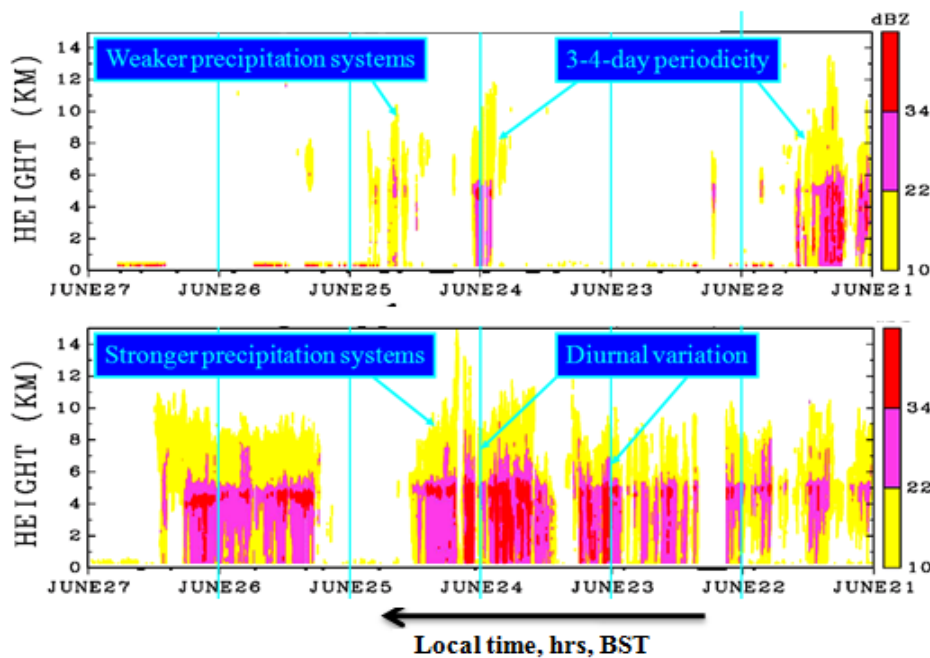 dBZ
Weaker precipitation systems
3-4-day periodicity
HEIGHT (KM)
14
12
10
8
6
4
2
0
34
22
10
JUNE27 JUNE26 JUNE25 JUNE24 JUNE23 JUNE22 JUNE21
Stronger precipitation systems
Diurnal variation
HEIGHT (KM)
14
12
10
8
6
4
2
0
34
22
10
JUNE27 JUNE26 JUNE25 JUNE24 JUNE23 JUNE22 JUNE21
Local time, hrs, BST